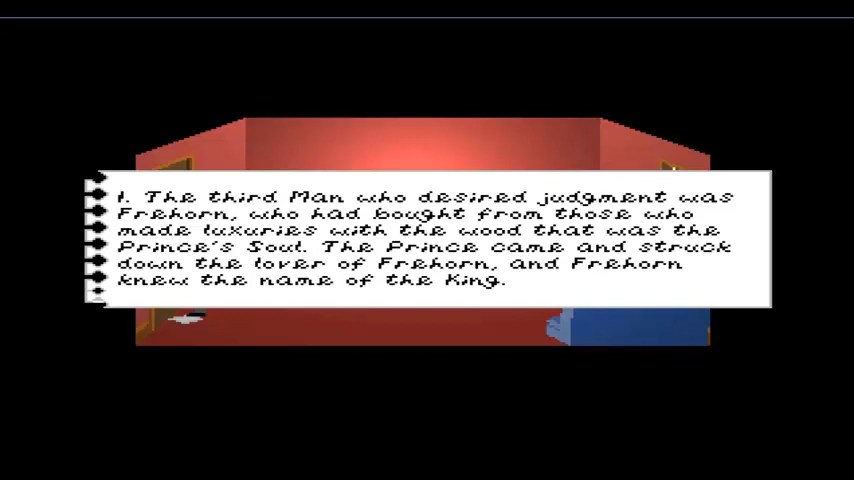 1. The third Man who desired judgment was
Frehorn, who had bought from those who
made luxuries with the wood that was the
Prince's Soul. The Prince came and struck
down the lover of Frehorn, and Frehorn
knew the name of the King.